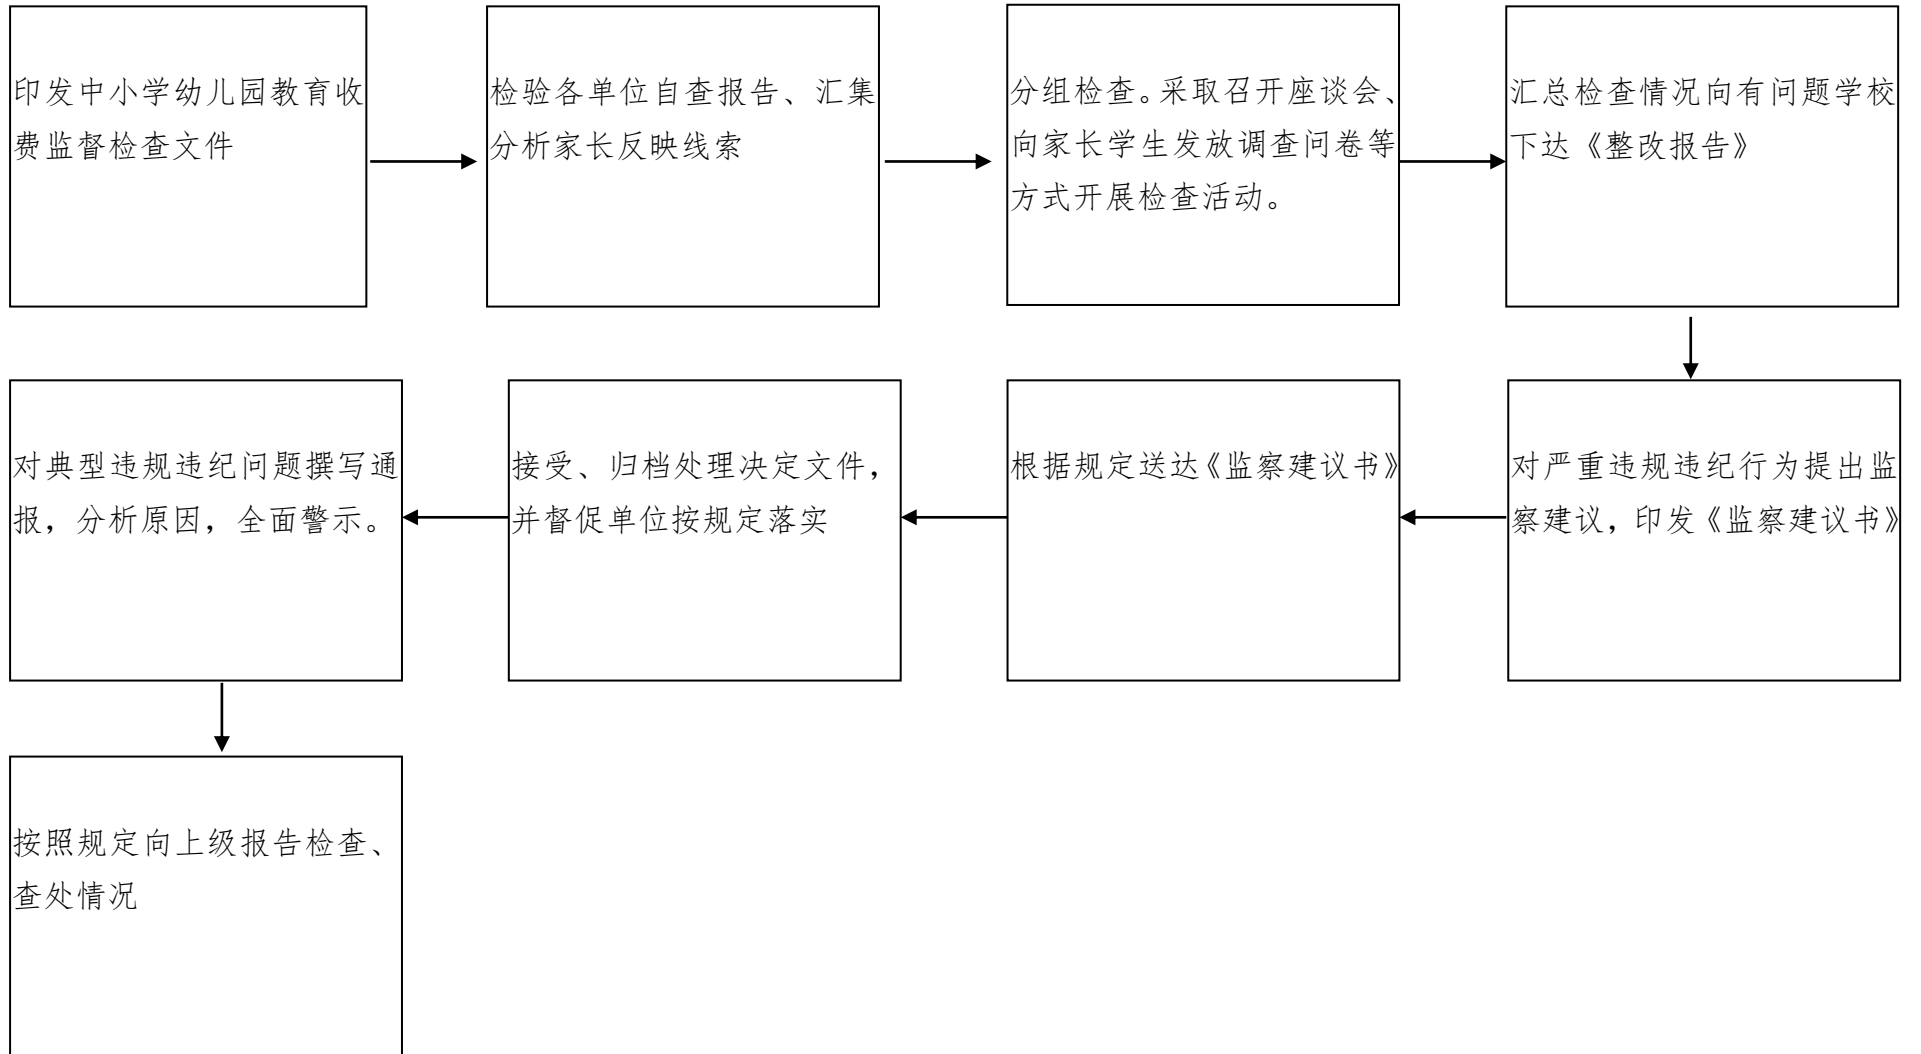 印发中小学幼儿园教育收
费监督检查文件
检验各单位自查报告、汇集
分析家长反映线索
分组检查。采取召开座谈会、
向家长学生发放调查问卷等
方式开展检查活动。
汇总检查情况向有问题学校
下达《整改报告》
对严重违规违纪行为提出监
察建议，印发《监察建议书》
根据规定送达《监察建议书》
接受、归档处理决定文件，
并督促单位按规定落实
对典型违规违纪问题撰写通
报，分析原因，全面警示。
按照规定向上级报告检查、
查处情况